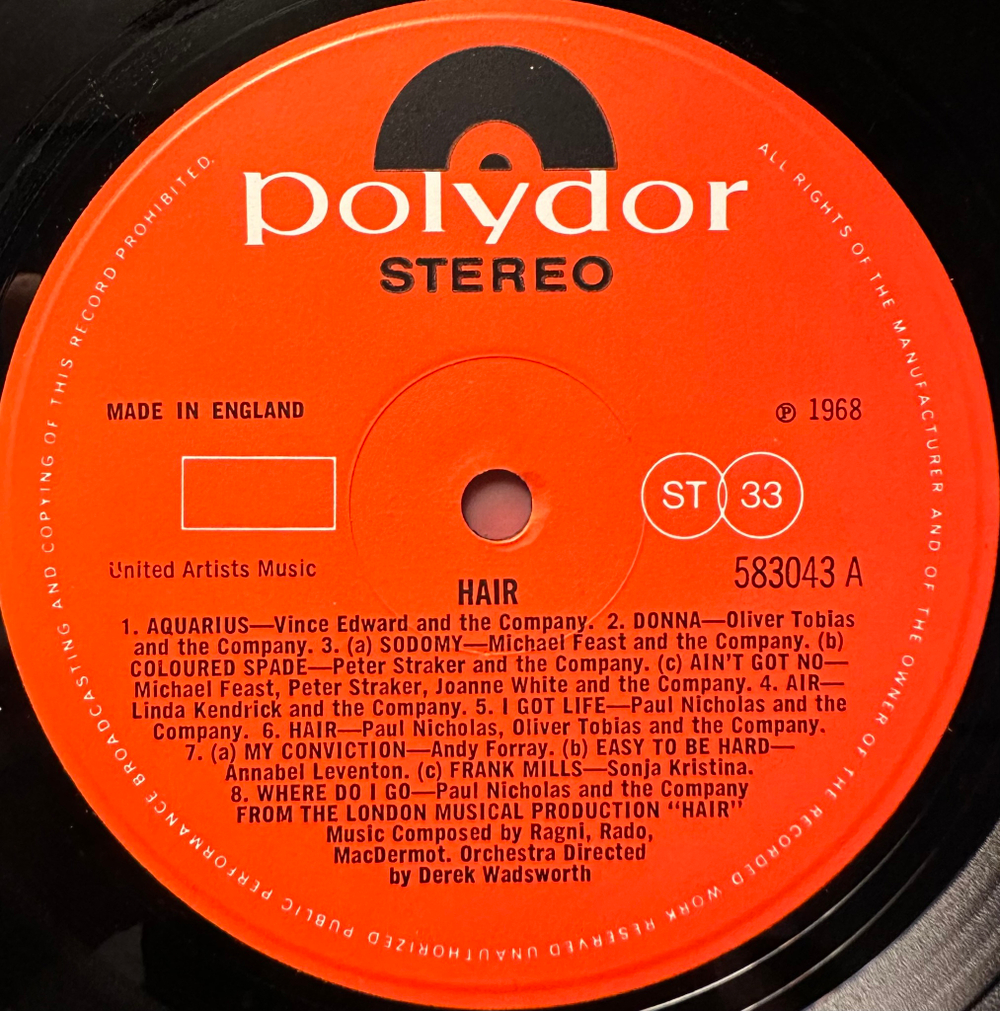 polydor
STEREO
UNAUTHORIZED PUBLIC PERFORMANCE BROADCASTING AND COPYING OF THIS RECORD PROHIBITED.
ALL RIGHTS OF THE MANUFACTURER AND OF THE OWNER OF THE RECORDED WORK RESERVED
MADE IN ENGLAND
℗ 1968
ST 33
United Artists Music
583043 A
HAIR
1. AQUARIUS—Vince Edward and the Company. 2. DONNA—Oliver Tobias
and the Company. 3. (a) SODOMY—Michael Feast and the Company. (b)
COLOURED SPADE—Peter Straker and the Company. (c) AIN'T GOT NO—
Michael Feast, Peter Straker, Joanne White and the Company. 4. AIR—
Linda Kendrick and the Company. 5. I GOT LIFE—Paul Nicholas and the
Company. 6. HAIR—Paul Nicholas, Oliver Tobias and the Company.
7. (a) MY CONVICTION—Andy Forray. (b) EASY TO BE HARD—
Annabel Leventon. (c) FRANK MILLS—Sonja Kristina.
8. WHERE DO I GO—Paul Nicholas and the Company
FROM THE LONDON MUSICAL PRODUCTION "HAIR"
Music Composed by Ragni, Rado,
MacDermot. Orchestra Directed
by Derek Wadsworth